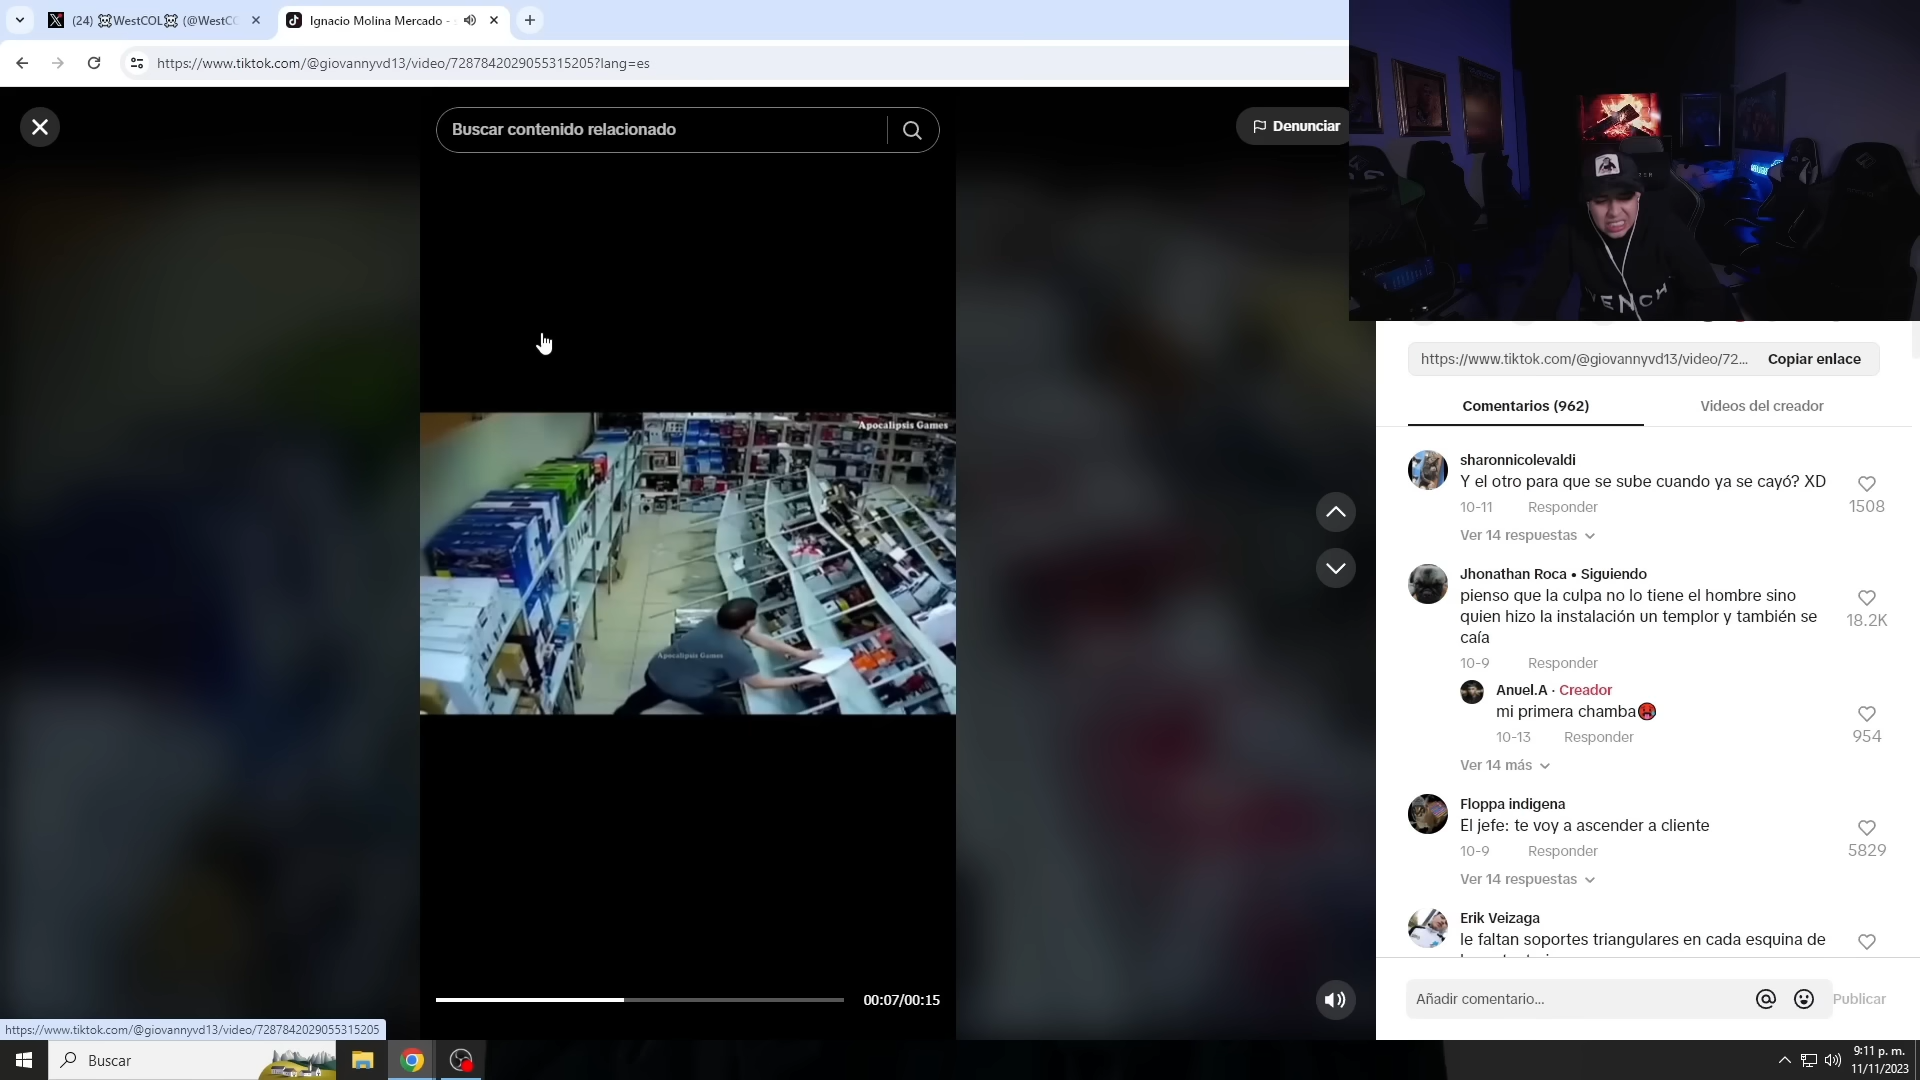 (24) ☠WestCOL☠ (@WestCO
Ignacio Molina Mercado -
https://www.tiktok.com/@giovannyvd13/video/7287842029055315205?lang=es
Buscar contenido relacionado
Denunciar
Apocalipsis Games
Apocalipsis Games
00:07/00:15
https://www.tiktok.com/@giovannyvd13/video/72...
Copiar enlace
Comentarios (962)
Videos del creador
sharonnicolevaldi
Y el otro para que se sube cuando ya se cayó? XD
1508
10-11 Responder
Ver 14 respuestas
Jhonathan Roca • Siguiendo
pienso que la culpa no lo tiene el hombre sino
quien hizo la instalación un templor y también se
caía
18.2K
10-9 Responder
Anuel.A · Creador
mi primera chamba🥵
954
10-13 Responder
Ver 14 más
Floppa indigena
El jefe: te voy a ascender a cliente
5829
10-9 Responder
Ver 14 respuestas
Erik Veizaga
le faltan soportes triangulares en cada esquina de
Añadir comentario...
Publicar
https://www.tiktok.com/@giovannyvd13/video/7287842029055315205
Buscar
9:11 p. m.
11/11/2023